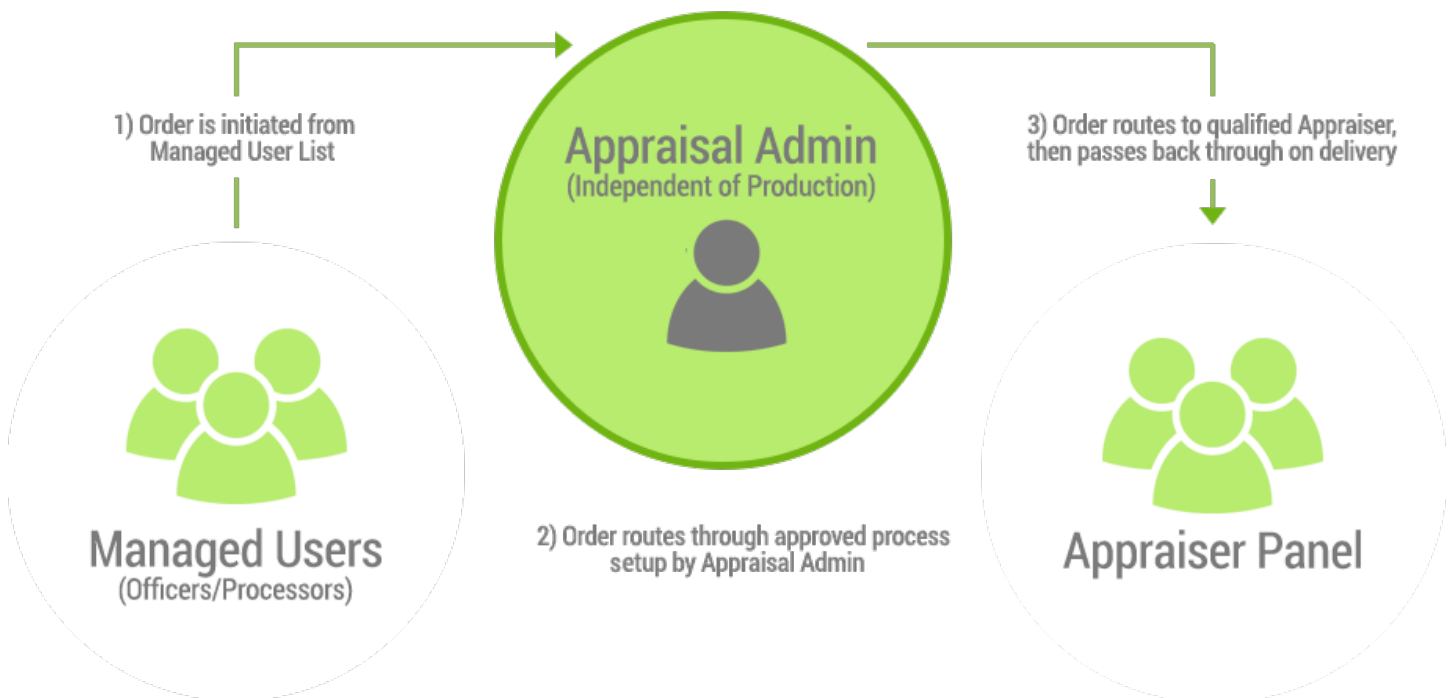 1) Order is initiated from
Managed User List
Appraisal Admin
(Independent of Production)
3) Order routes to qualified Appraiser,
then passes back through on delivery
Managed Users
(Officers/Processors)
2) Order routes through approved process
setup by Appraisal Admin
Appraiser Panel